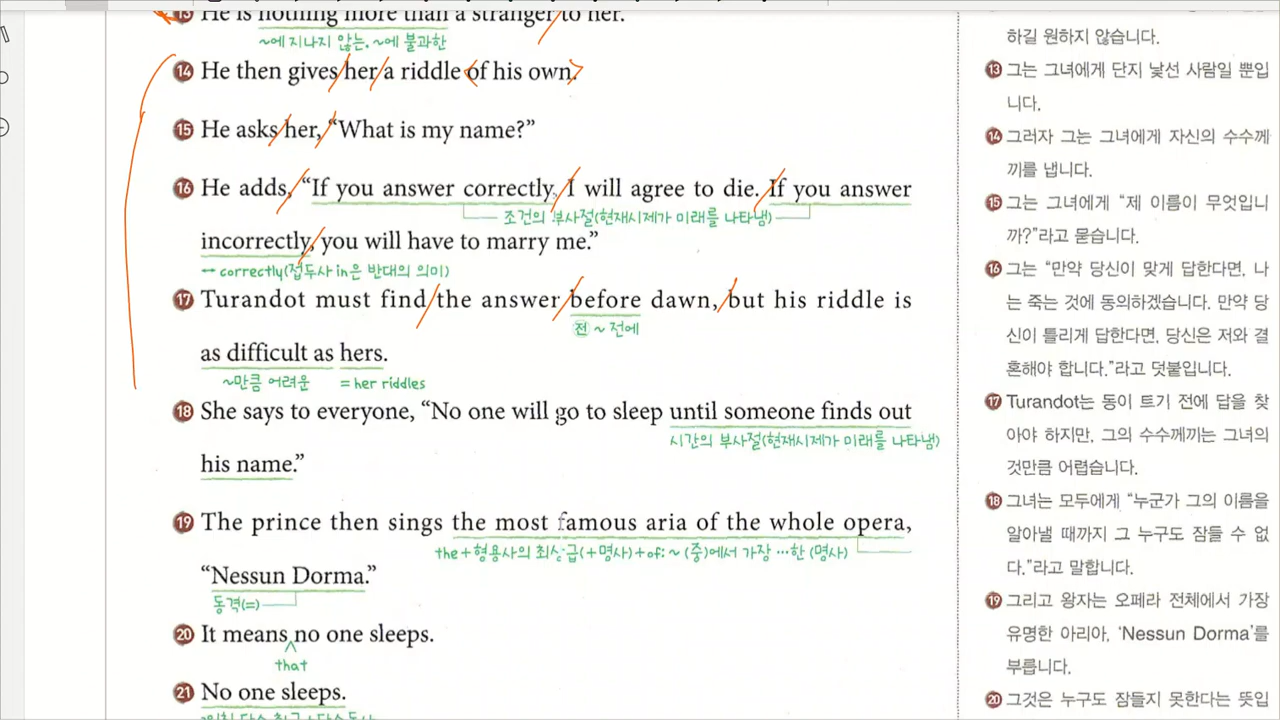 13 He is nothing more than a stranger to her.
~에 지나지 않는, ~에 불과한
14 He then gives her a riddle of his own.
15 He asks her, “What is my name?”
16 He adds, “If you answer correctly, I will agree to die. If you answer
조건의 부사절(현재시제가 미래를 나타냄)
incorrectly, you will have to marry me.”
↔ correctly(접두사 in은 반대의 의미)
17 Turandot must find the answer before dawn, but his riddle is
전 ~ 전에
as difficult as hers.
~만큼 어려운 = her riddles
18 She says to everyone, “No one will go to sleep until someone finds out
시간의 부사절(현재시제가 미래를 나타냄)
his name.”
19 The prince then sings the most famous aria of the whole opera,
the+형용사의 최상급(+명사)+of: ~ (중)에서 가장 …한 (명사)
“Nessun Dorma.”
동격(=)
20 It means no one sleeps.
that
21 No one sleeps.
하길 원하지 않습니다.
13 그는 그녀에게 단지 낯선 사람일 뿐입
니다.
14 그러자 그는 그녀에게 자신의 수수께
끼를 냅니다.
15 그는 그녀에게 “제 이름이 무엇입니
까?”라고 묻습니다.
16 그는 “만약 당신이 맞게 답한다면, 나
는 죽는 것에 동의하겠습니다. 만약 당
신이 틀리게 답한다면, 당신은 저와 결
혼해야 합니다.”라고 덧붙입니다.
17 Turandot는 동이 트기 전에 답을 찾
아야 하지만, 그의 수수께끼는 그녀의
것만큼 어렵습니다.
18 그녀는 모두에게 “누군가 그의 이름을
알아낼 때까지 그 누구도 잠들 수 없
다.”라고 말합니다.
19 그리고 왕자는 오페라 전체에서 가장
유명한 아리아, ‘Nessun Dorma’를
부릅니다.
20 그것은 누구도 잠들지 못한다는 뜻입